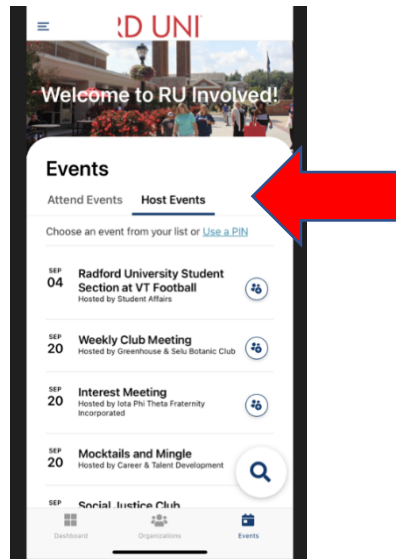 RD UNI
Welcome to RU Involved!
Events
Attend Events Host Events
Choose an event from your list or Use a PIN
SEP
04
Radford University Student
Section at VT Football
Hosted by Student Affairs
SEP
20
Weekly Club Meeting
Hosted by Greenhouse & Selu Botanic Club
SEP
20
Interest Meeting
Hosted by Iota Phi Theta Fraternity
Incorporated
SEP
20
Mocktails and Mingle
Hosted by Career & Talent Development
SEP
Social Justice Club
Dashboard Organizations Events